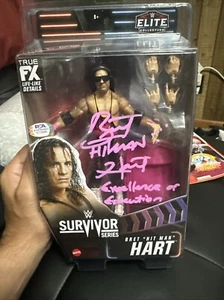 ELITE
COLLECTION
TRUE
FX
LIFE-LIKE
DETAILS
Bret
Hitman
Hart
Excellence of
Execution
PSA
SURVIVOR
SERIES
BRET "HIT MAN"
HART